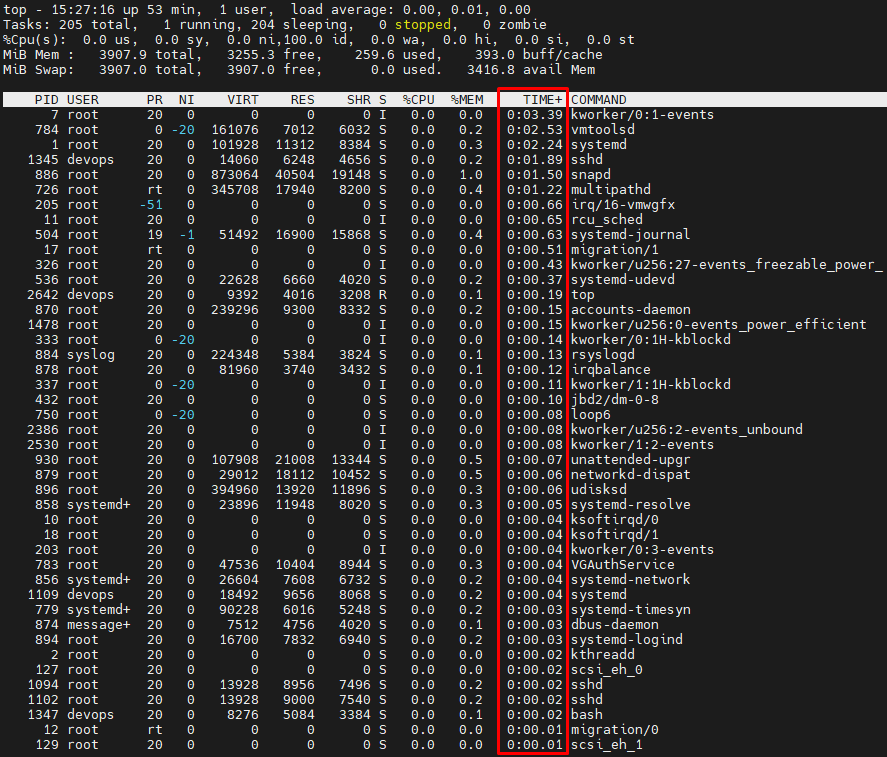 top - 15:27:16 up 53 min,  1 user,  load average: 0.00, 0.01, 0.00
Tasks: 205 total,   1 running, 204 sleeping,   0 stopped,   0 zombie
%Cpu(s):  0.0 us,  0.0 sy,  0.0 ni,100.0 id,  0.0 wa,  0.0 hi,  0.0 si,  0.0 st
MiB Mem :   3907.9 total,   3255.3 free,    259.6 used,    393.0 buff/cache
MiB Swap:   3907.0 total,   3907.0 free,      0.0 used.   3416.8 avail Mem
PID USER      PR  NI    VIRT    RES    SHR S  %CPU  %MEM     TIME+ COMMAND
7 root      20   0       0      0      0 I   0.0   0.0   0:03.39 kworker/0:1-events
784 root       0 -20  161076   7012   6032 S   0.0   0.2   0:02.53 vmtoolsd
1 root      20   0  101928  11312   8384 S   0.0   0.3   0:02.24 systemd
1345 devops    20   0   14060   6248   4656 S   0.0   0.2   0:01.89 sshd
886 root      20   0  873064  40504  19148 S   0.0   1.0   0:01.50 snapd
726 root      rt   0  345708  17940   8200 S   0.0   0.4   0:01.22 multipathd
205 root     -51   0       0      0      0 S   0.0   0.0   0:00.66 irq/16-vmwgfx
11 root      20   0       0      0      0 I   0.0   0.0   0:00.65 rcu_sched
504 root      19  -1   51492  16900  15868 S   0.0   0.4   0:00.63 systemd-journal
17 root      rt   0       0      0      0 S   0.0   0.0   0:00.51 migration/1
326 root      20   0       0      0      0 I   0.0   0.0   0:00.43 kworker/u256:27-events_freezable_power_
536 root      20   0   22628   6660   4020 S   0.0   0.2   0:00.37 systemd-udevd
2642 devops    20   0    9392   4016   3208 R   0.0   0.1   0:00.19 top
870 root      20   0  239296   9300   8332 S   0.0   0.2   0:00.15 accounts-daemon
1478 root      20   0       0      0      0 I   0.0   0.0   0:00.15 kworker/u256:0-events_power_efficient
333 root       0 -20       0      0      0 I   0.0   0.0   0:00.14 kworker/0:1H-kblockd
884 syslog    20   0  224348   5384   3824 S   0.0   0.1   0:00.13 rsyslogd
878 root      20   0   81960   3740   3432 S   0.0   0.1   0:00.12 irqbalance
337 root       0 -20       0      0      0 I   0.0   0.0   0:00.11 kworker/1:1H-kblockd
432 root      20   0       0      0      0 S   0.0   0.0   0:00.10 jbd2/dm-0-8
750 root       0 -20       0      0      0 S   0.0   0.0   0:00.08 loop6
2386 root      20   0       0      0      0 I   0.0   0.0   0:00.08 kworker/u256:2-events_unbound
2530 root      20   0       0      0      0 I   0.0   0.0   0:00.08 kworker/1:2-events
930 root      20   0  107908  21008  13344 S   0.0   0.5   0:00.07 unattended-upgr
879 root      20   0   29012  18112  10452 S   0.0   0.5   0:00.06 networkd-dispat
896 root      20   0  394960  13920  11896 S   0.0   0.3   0:00.06 udisksd
858 systemd+  20   0   23896  11948   8020 S   0.0   0.3   0:00.05 systemd-resolve
10 root      20   0       0      0      0 S   0.0   0.0   0:00.04 ksoftirqd/0
18 root      20   0       0      0      0 S   0.0   0.0   0:00.04 ksoftirqd/1
203 root      20   0       0      0      0 I   0.0   0.0   0:00.04 kworker/0:3-events
783 root      20   0   47536  10404   8944 S   0.0   0.3   0:00.04 VGAuthService
856 systemd+  20   0   26604   7608   6732 S   0.0   0.2   0:00.04 systemd-network
1109 devops    20   0   18492   9656   8068 S   0.0   0.2   0:00.04 systemd
779 systemd+  20   0   90228   6016   5248 S   0.0   0.2   0:00.03 systemd-timesyn
874 message+  20   0    7512   4756   4020 S   0.0   0.1   0:00.03 dbus-daemon
894 root      20   0   16700   7832   6940 S   0.0   0.2   0:00.03 systemd-logind
2 root      20   0       0      0      0 S   0.0   0.0   0:00.02 kthreadd
127 root      20   0       0      0      0 S   0.0   0.0   0:00.02 scsi_eh_0
1094 root      20   0   13928   8956   7496 S   0.0   0.2   0:00.02 sshd
1102 root      20   0   13928   9000   7540 S   0.0   0.2   0:00.02 sshd
1347 devops    20   0    8276   5084   3384 S   0.0   0.1   0:00.02 bash
12 root      rt   0       0      0      0 S   0.0   0.0   0:00.01 migration/0
129 root      20   0       0      0      0 S   0.0   0.0   0:00.01 scsi_eh_1